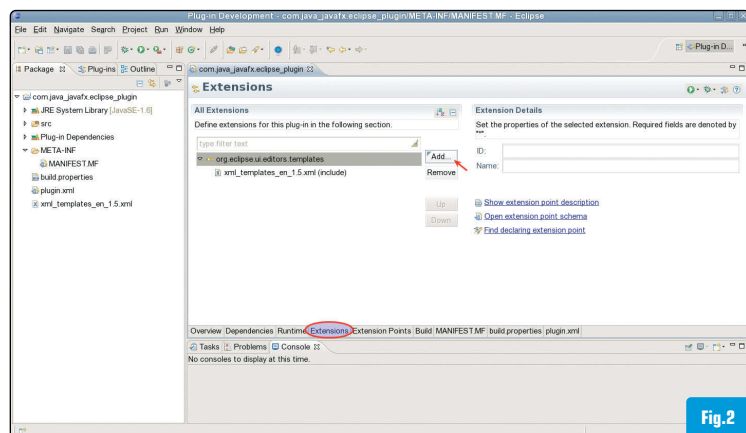 Plug-in Development - com.java_javafx.eclipse_plugin/META-INF/MANIFEST.MF - Eclipse
File Edit Navigate Search Project Run Window Help
Plug-in D...
Package Plug-ins Outline
com.java_javafx.eclipse_plugin
com.java_javafx.eclipse_plugin
JRE System Library [JavaSE-1.6]
src
Plug-in Dependencies
META-INF
MANIFEST.MF
build.properties
plugin.xml
xml_templates_en_1.5.xml
Extensions
All Extensions
Define extensions for this plug-in in the following section.
type filter text
org.eclipse.ui.editors.templates
xml_templates_en_1.5.xml (include)
Add...
Remove
Up
Down
Extension Details
Set the properties of the selected extension. Required fields are denoted by
"*".
ID:
Name:
Show extension point description
Open extension point schema
Find declaring extension point
Overview Dependencies Runtime Extensions Extension Points Build MANIFEST.MF build.properties plugin.xml
Tasks Problems Console
No consoles to display at this time.
Fig.2